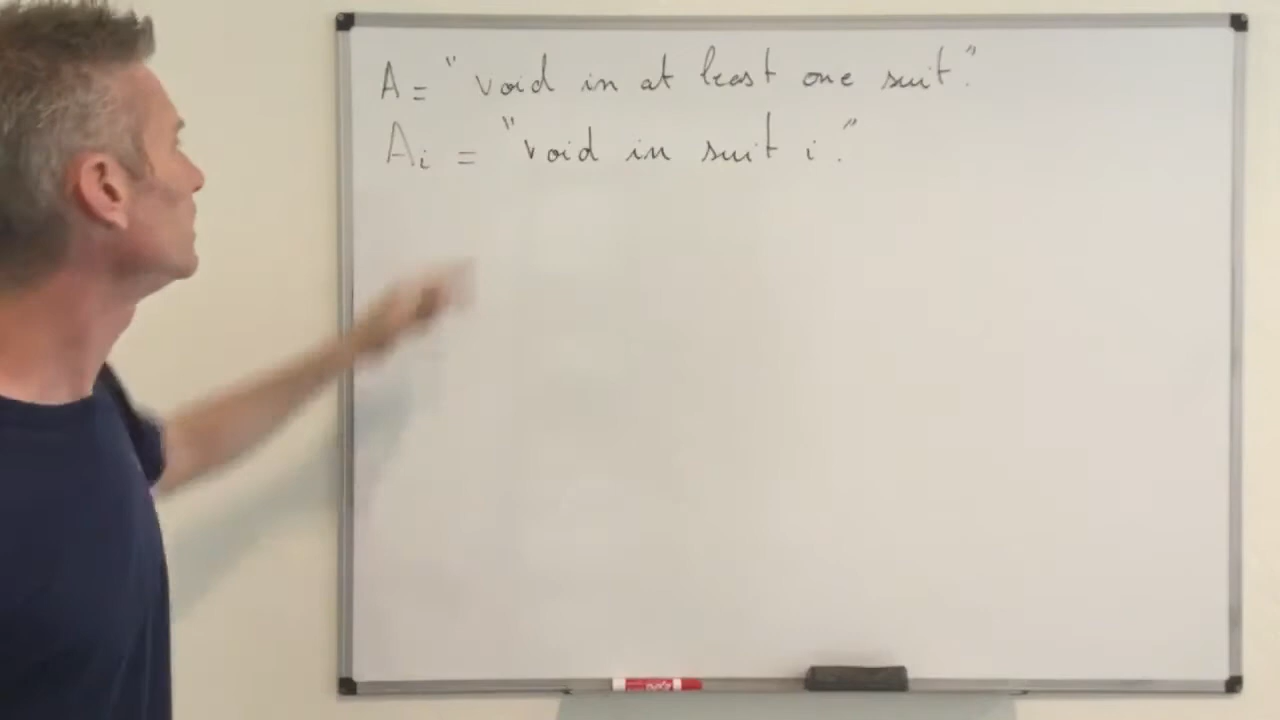 A = "void in at least one suit."
Ai = "void in suit i."